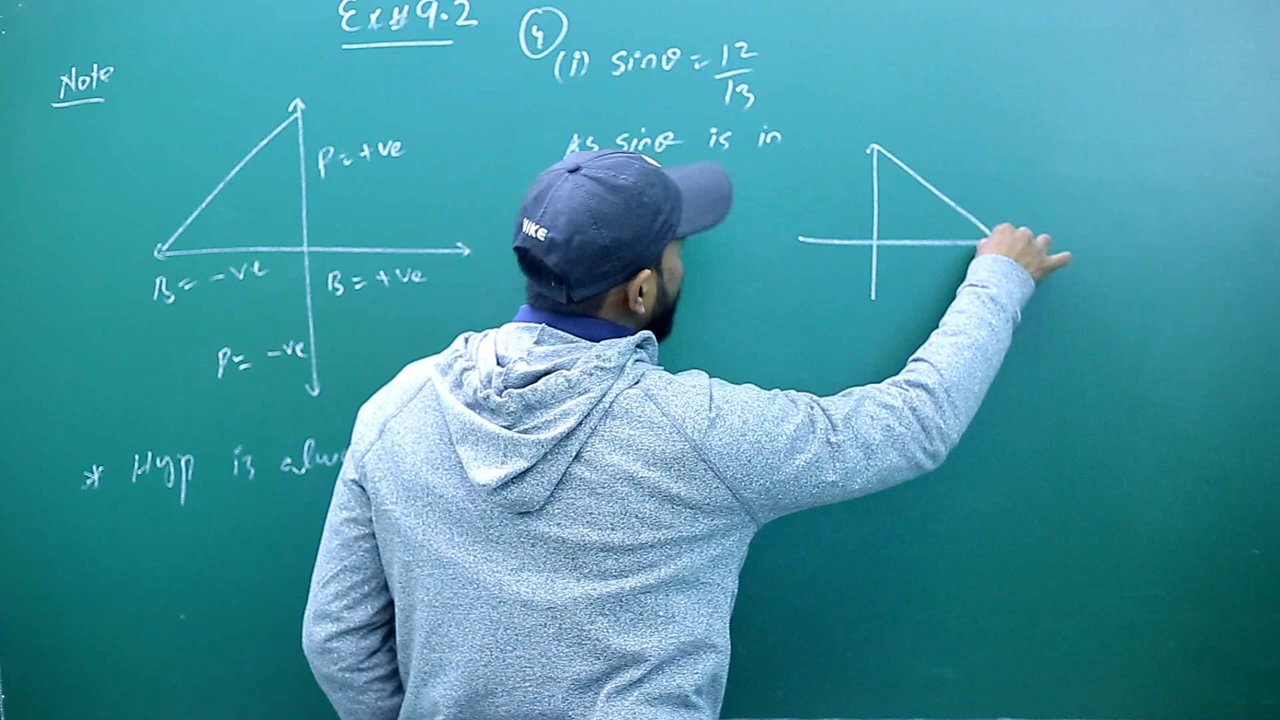 Ex # 9.2
Note
P = +ve
B = -ve
B = +ve
P = -ve
* Hyp is
4
(i) sinθ = 12/13
As sinθ is in
NIKE